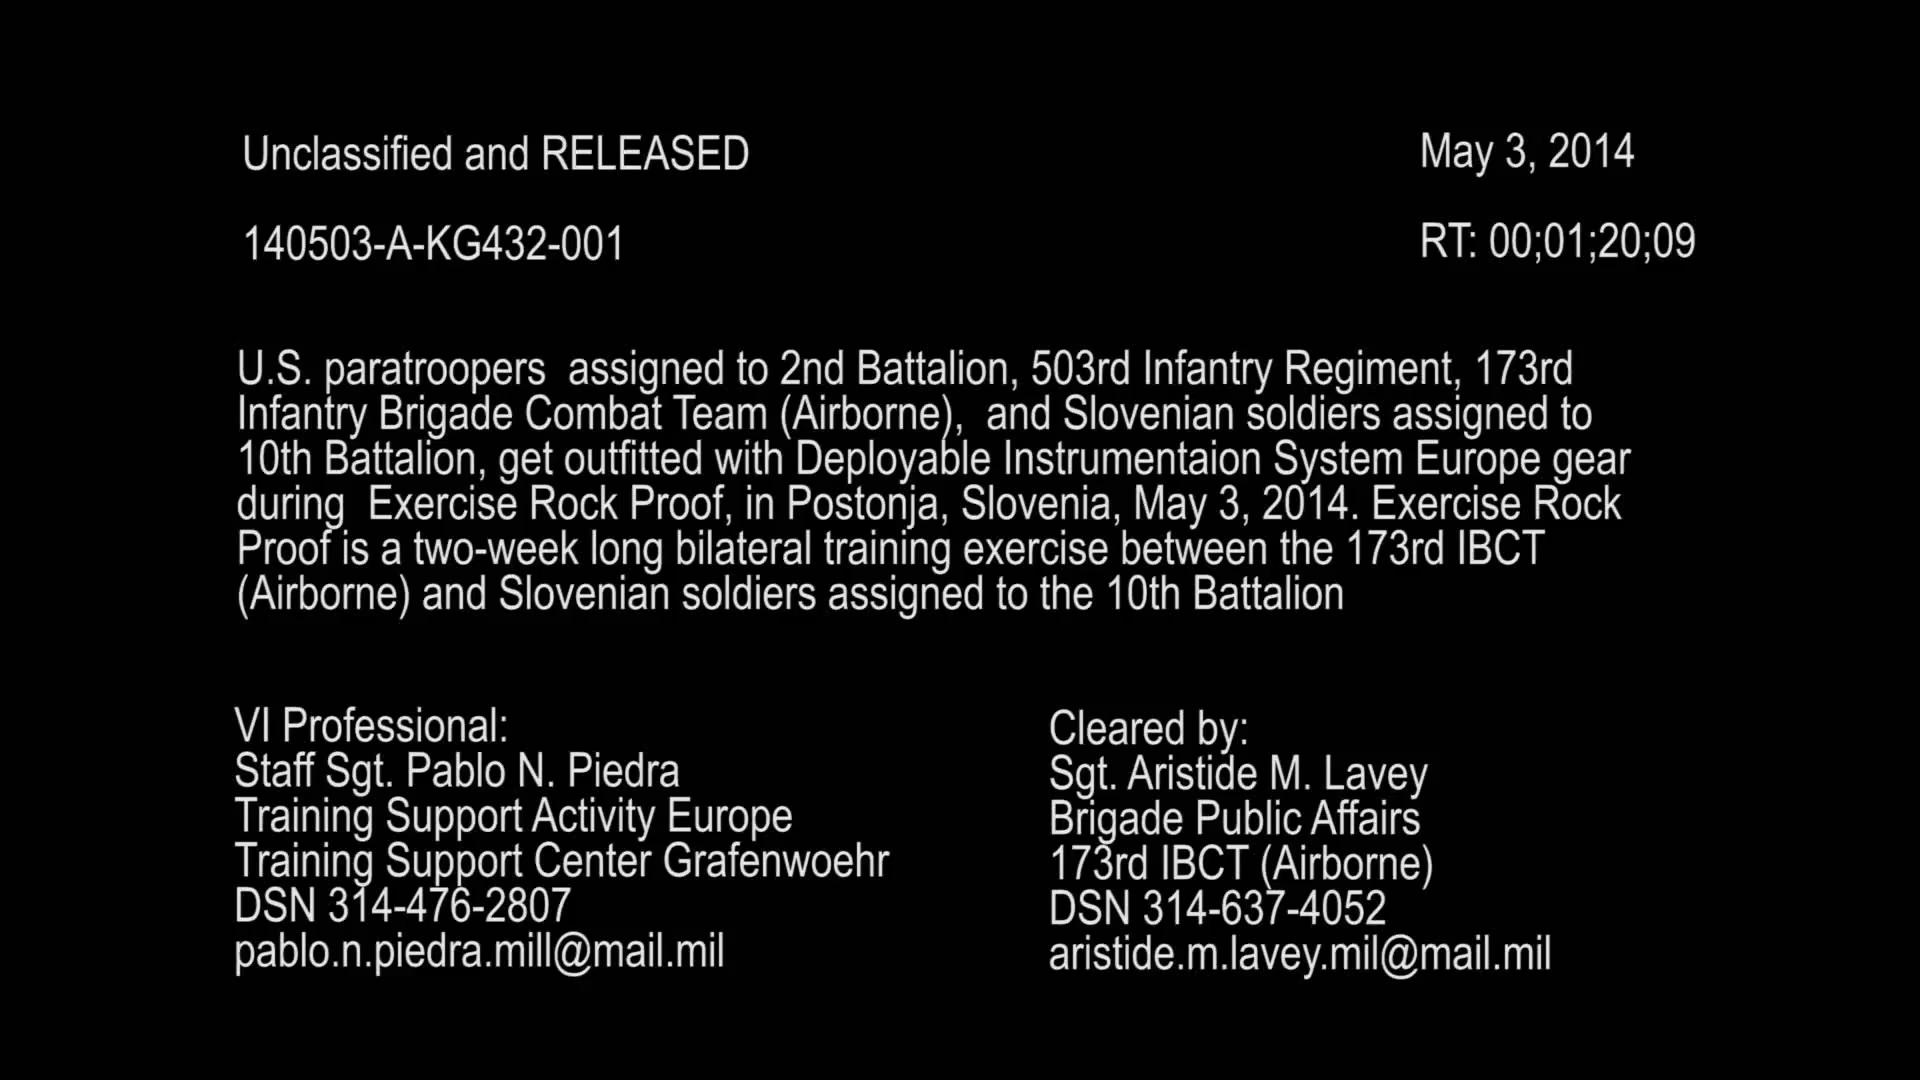 Unclassified and RELEASED
May 3, 2014
140503-A-KG432-001
RT: 00;01;20;09
U.S. paratroopers  assigned to 2nd Battalion, 503rd Infantry Regiment, 173rd
Infantry Brigade Combat Team (Airborne),  and Slovenian soldiers assigned to
10th Battalion, get outfitted with Deployable Instrumentaion System Europe gear
during  Exercise Rock Proof, in Postonja, Slovenia, May 3, 2014. Exercise Rock
Proof is a two-week long bilateral training exercise between the 173rd IBCT
(Airborne) and Slovenian soldiers assigned to the 10th Battalion
VI Professional:
Staff Sgt. Pablo N. Piedra
Training Support Activity Europe
Training Support Center Grafenwoehr
DSN 314-476-2807
pablo.n.piedra.mill@mail.mil
Cleared by:
Sgt. Aristide M. Lavey
Brigade Public Affairs
173rd IBCT (Airborne)
DSN 314-637-4052
aristide.m.lavey.mil@mail.mil